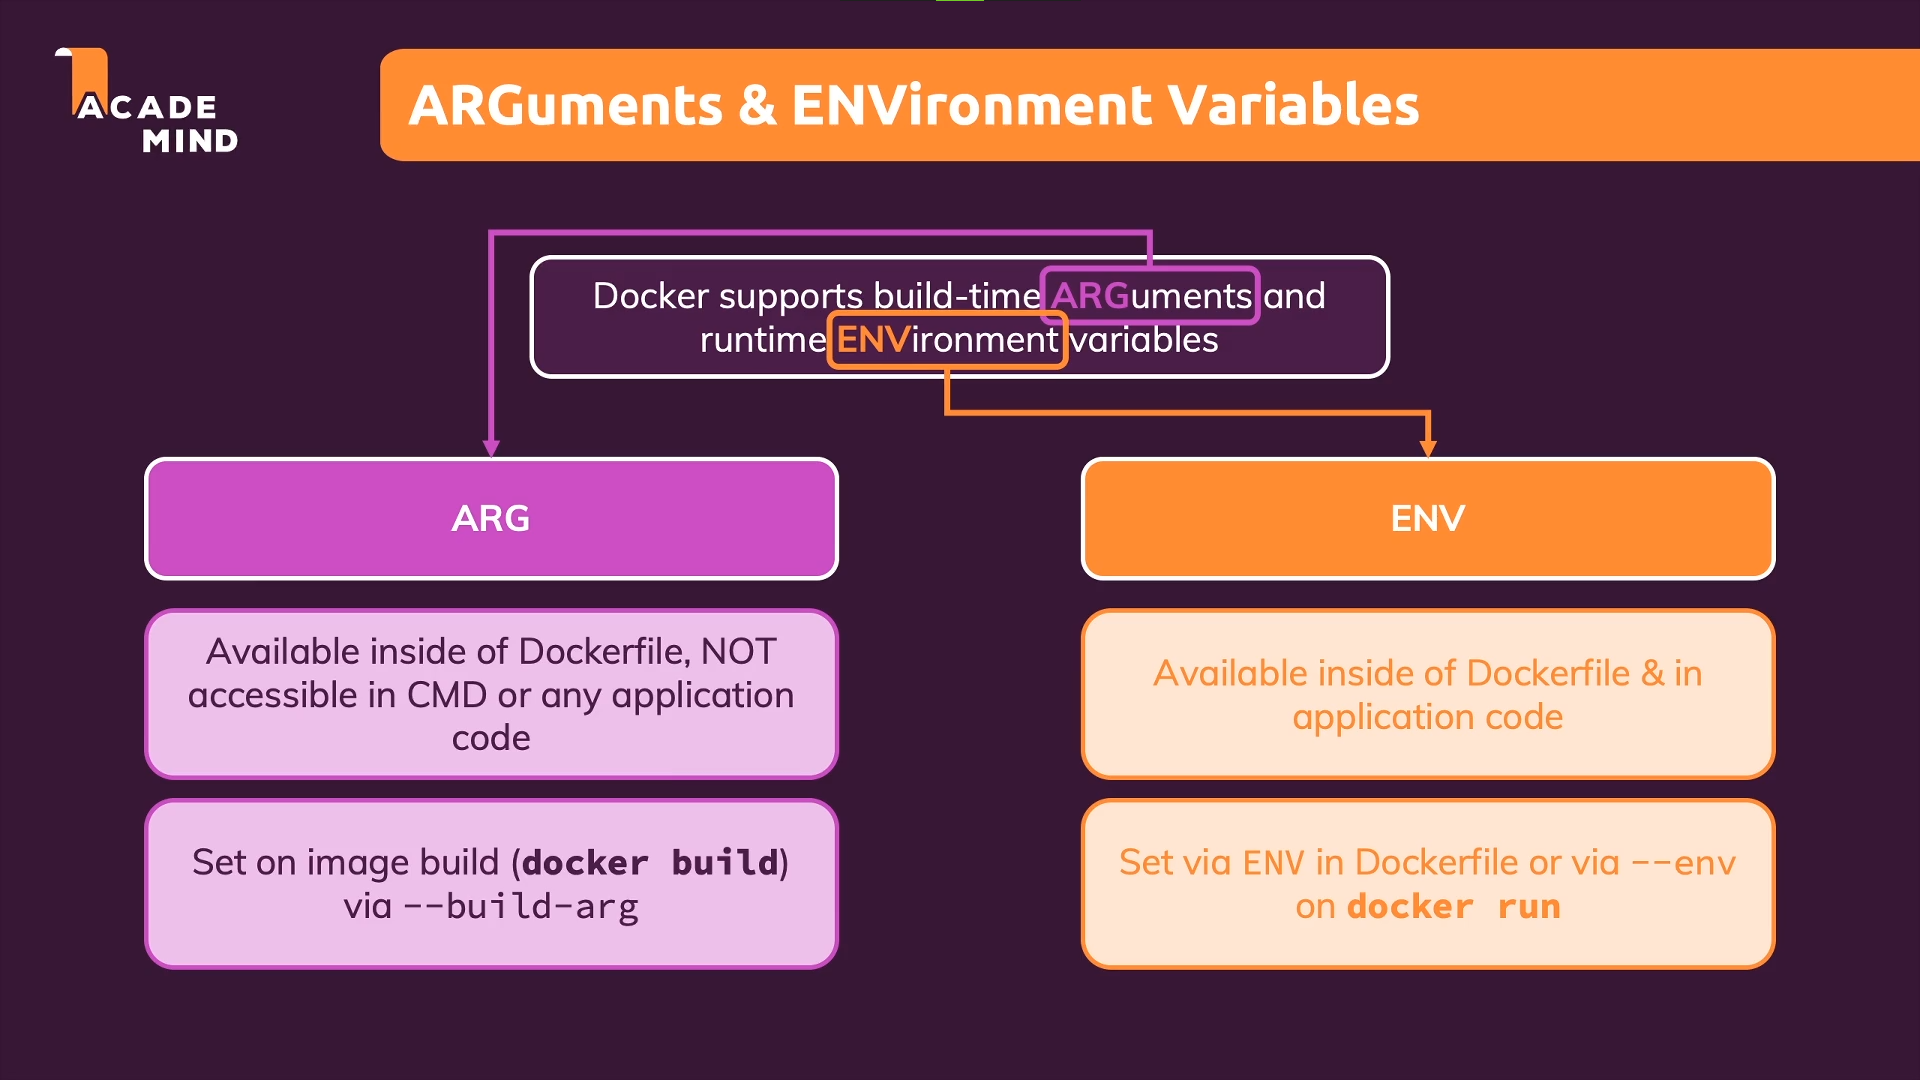 ACADE
MIND
ARGuments & ENVironment Variables
Docker supports build-time ARGuments and
runtime ENVironment variables
ARG
Available inside of Dockerfile, NOT
accessible in CMD or any application
code
Set on image build (docker build)
via --build-arg
ENV
Available inside of Dockerfile & in
application code
Set via ENV in Dockerfile or via --env
on docker run